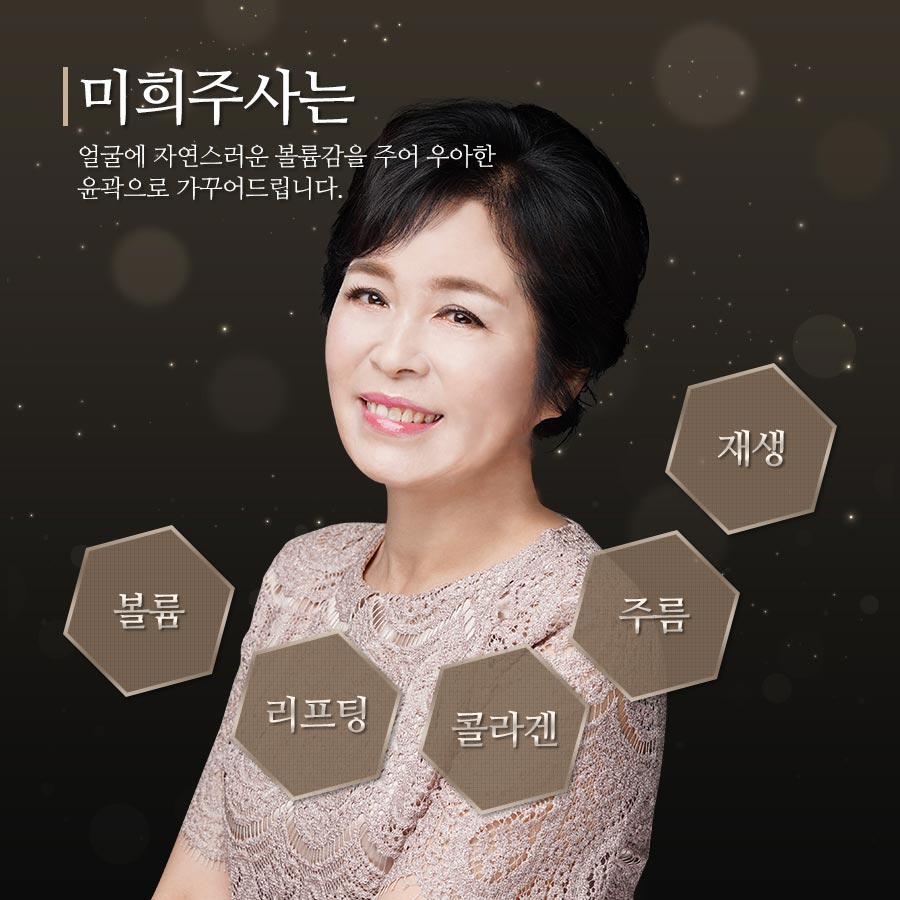 미희주사는
얼굴에 자연스러운 볼륨감을 주어 우아한
윤곽으로 가꾸어드립니다.
재생
볼륨
주름
리프팅
콜라겐